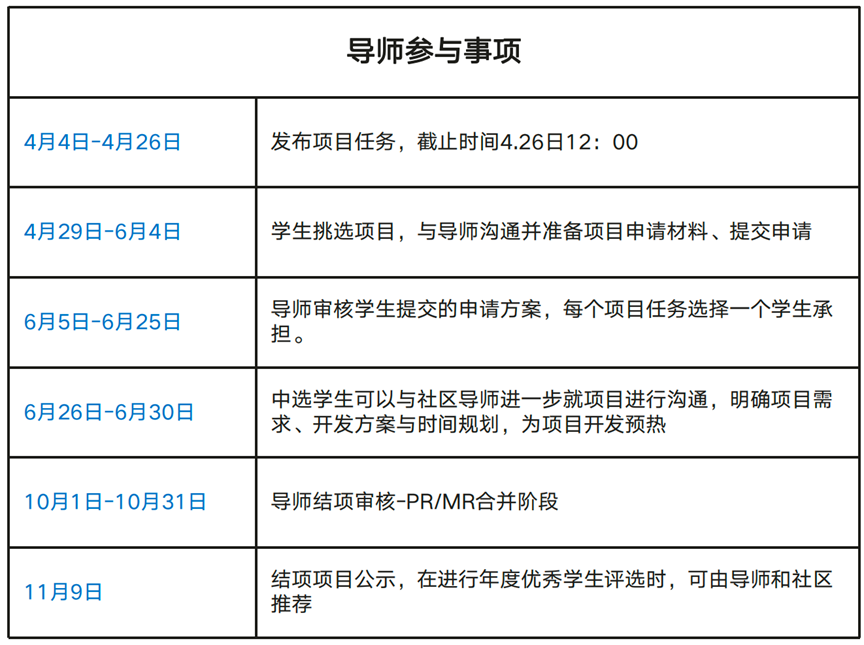 导师参与事项
4月4日-4月26日
发布项目任务，截止时间4.26日12：00
4月29日-6月4日
学生挑选项目，与导师沟通并准备项目申请材料、提交申请
6月5日-6月25日
导师审核学生提交的申请方案，每个项目任务选择一个学生承
担。
6月26日-6月30日
中选学生可以与社区导师进一步就项目进行沟通，明确项目需
求、开发方案与时间规划，为项目开发预热
10月1日-10月31日
导师结项审核-PR/MR合并阶段
11月9日
结项项目公示，在进行年度优秀学生评选时，可由导师和社区
推荐